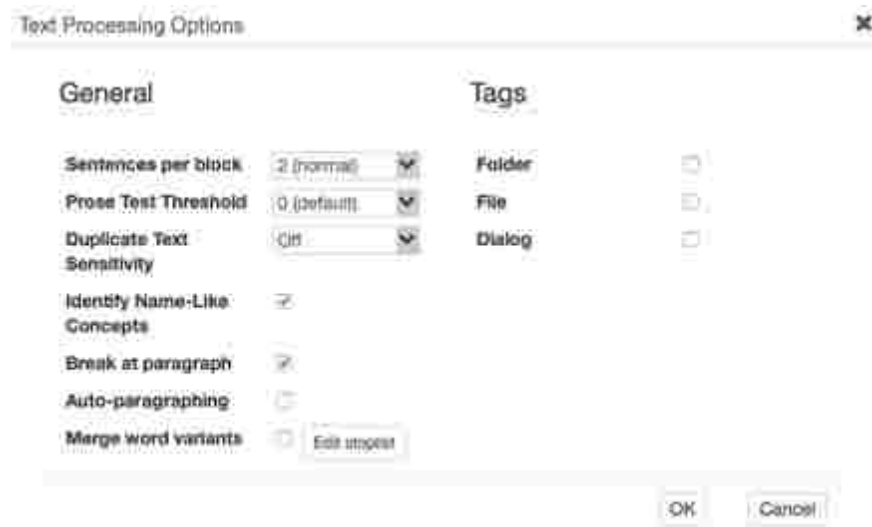 Text Processing Options
General
Tags
Sentences per block 2 (normal)
Folder
Prose Test Threshold 0 (default)
File
Duplicate Text
Sensitivity
Off
Dialog
Identify Name-Like
Concepts
Break at paragraph
Auto-paragraphing
Merge word variants Edit
OK Cancel